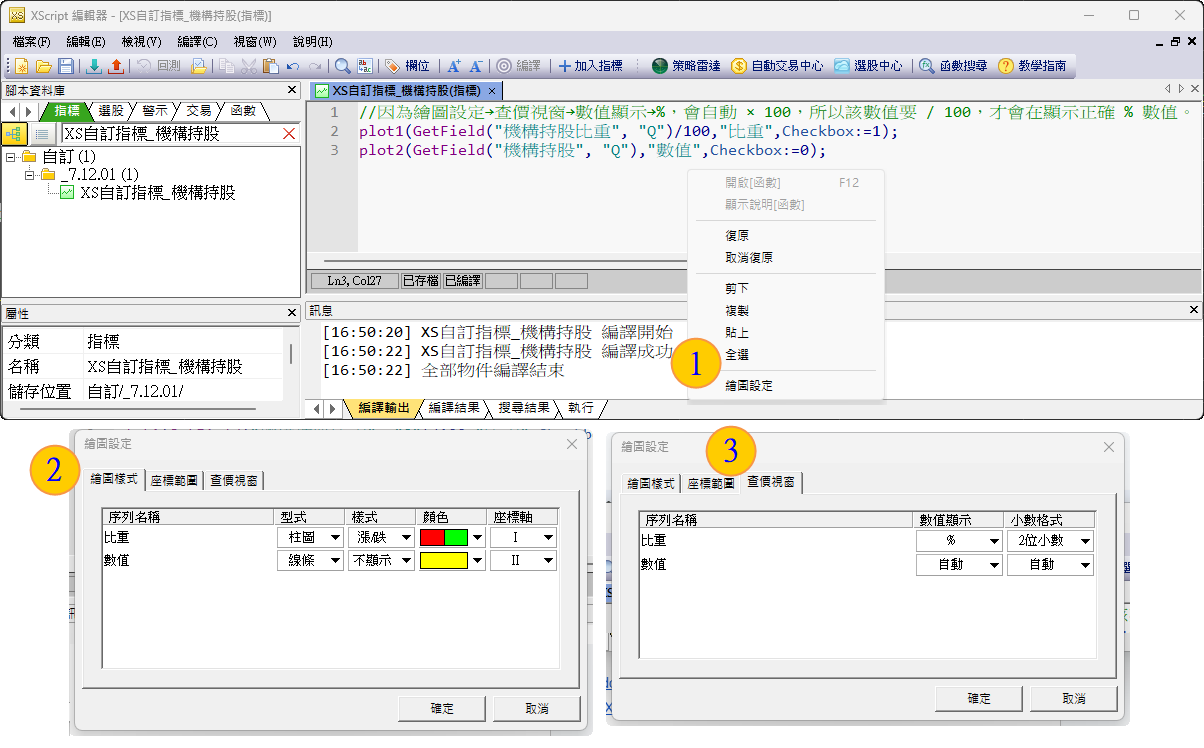 XS XScript 編輯器 - [XS自訂指標_機構持股(指標)]
檔案(F) 編輯(E) 檢視(V) 編譯(C) 視窗(W) 說明(H)
回測 欄位 A+ A- 編譯 加入指標 策略雷達 自動交易中心 選股中心 函數搜尋 教學指南
腳本資料庫
指標 選股 警示 交易 函數
XS自訂指標_機構持股
自訂 (1)
_7.12.01 (1)
XS自訂指標_機構持股
屬性
分類 指標
名稱 XS自訂指標_機構持股
儲存位置 自訂/_7.12.01/
XS自訂指標_機構持股(指標)
1 //因為繪圖設定→查價視窗→數值顯示→%，會自動 × 100，所以該數值要 / 100，才會在顯示正確 % 數值。
2 plot1(GetField("機構持股比重", "Q")/100,"比重",Checkbox:=1);
3 plot2(GetField("機構持股", "Q"),"數值",Checkbox:=0);
Ln3, Col27 已存檔 已編譯
訊息
[16:50:20] XS自訂指標_機構持股 編譯開始
[16:50:22] XS自訂指標_機構持股 編譯成功
[16:50:22] 全部物件編譯結束
編譯輸出 編譯結果 搜尋結果 執行
開啟[函數] F12
顯示說明[函數]
復原
取消復原
剪下
複製
貼上
全選
繪圖設定
1
2
繪圖設定
繪圖樣式 座標範圍 查價視窗
序列名稱 型式 樣式 顏色 座標軸
比重 柱圖 漲/跌 I
數值 線條 不顯示 II
確定 取消
3
繪圖設定
繪圖樣式 座標範圍 查價視窗
序列名稱 數值顯示 小數格式
比重 % 2位小數
數值 自動 自動
確定 取消